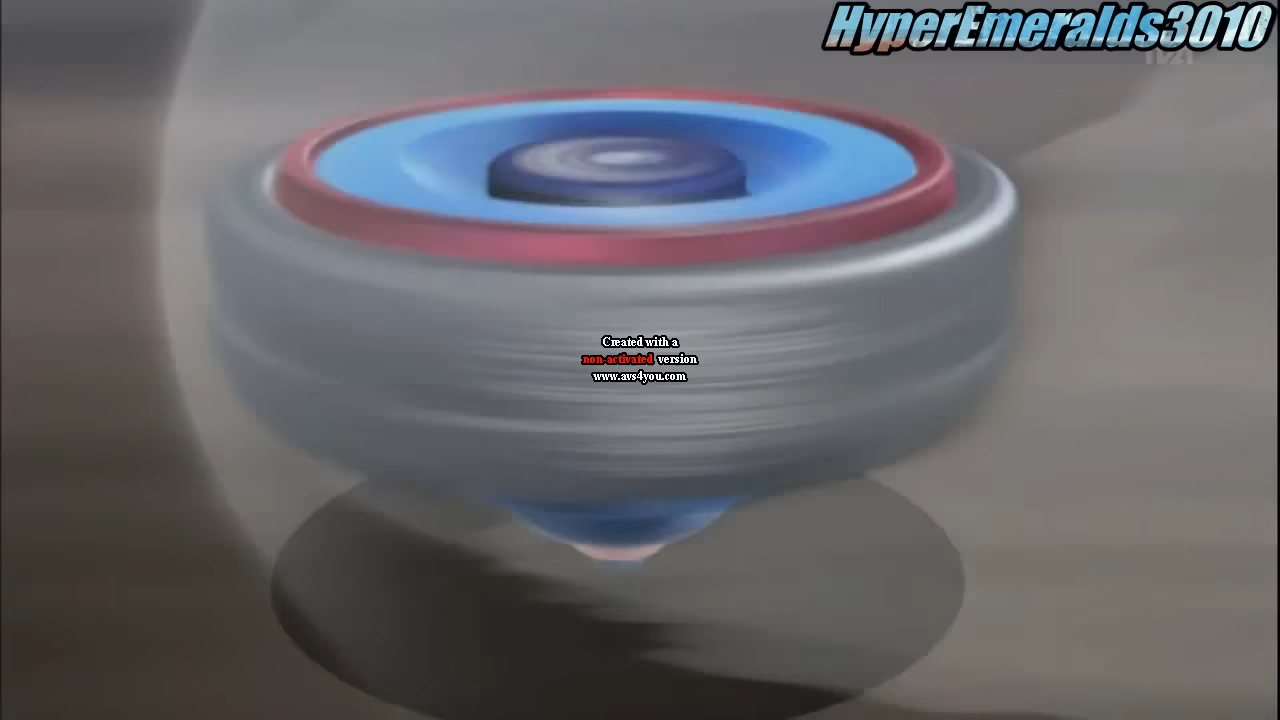 HyperEmeralds3010
Created with a
non-activated version
www.avs4you.com